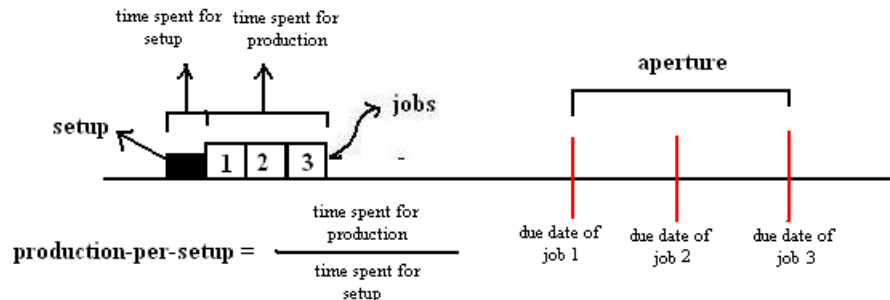 time spent for
setup
time spent for
production
aperture
setup
jobs
1 2 3
-
production-per-setup =
time spent for
production
time spent for
setup
due date of
job 1
due date of
job 2
due date of
job 3